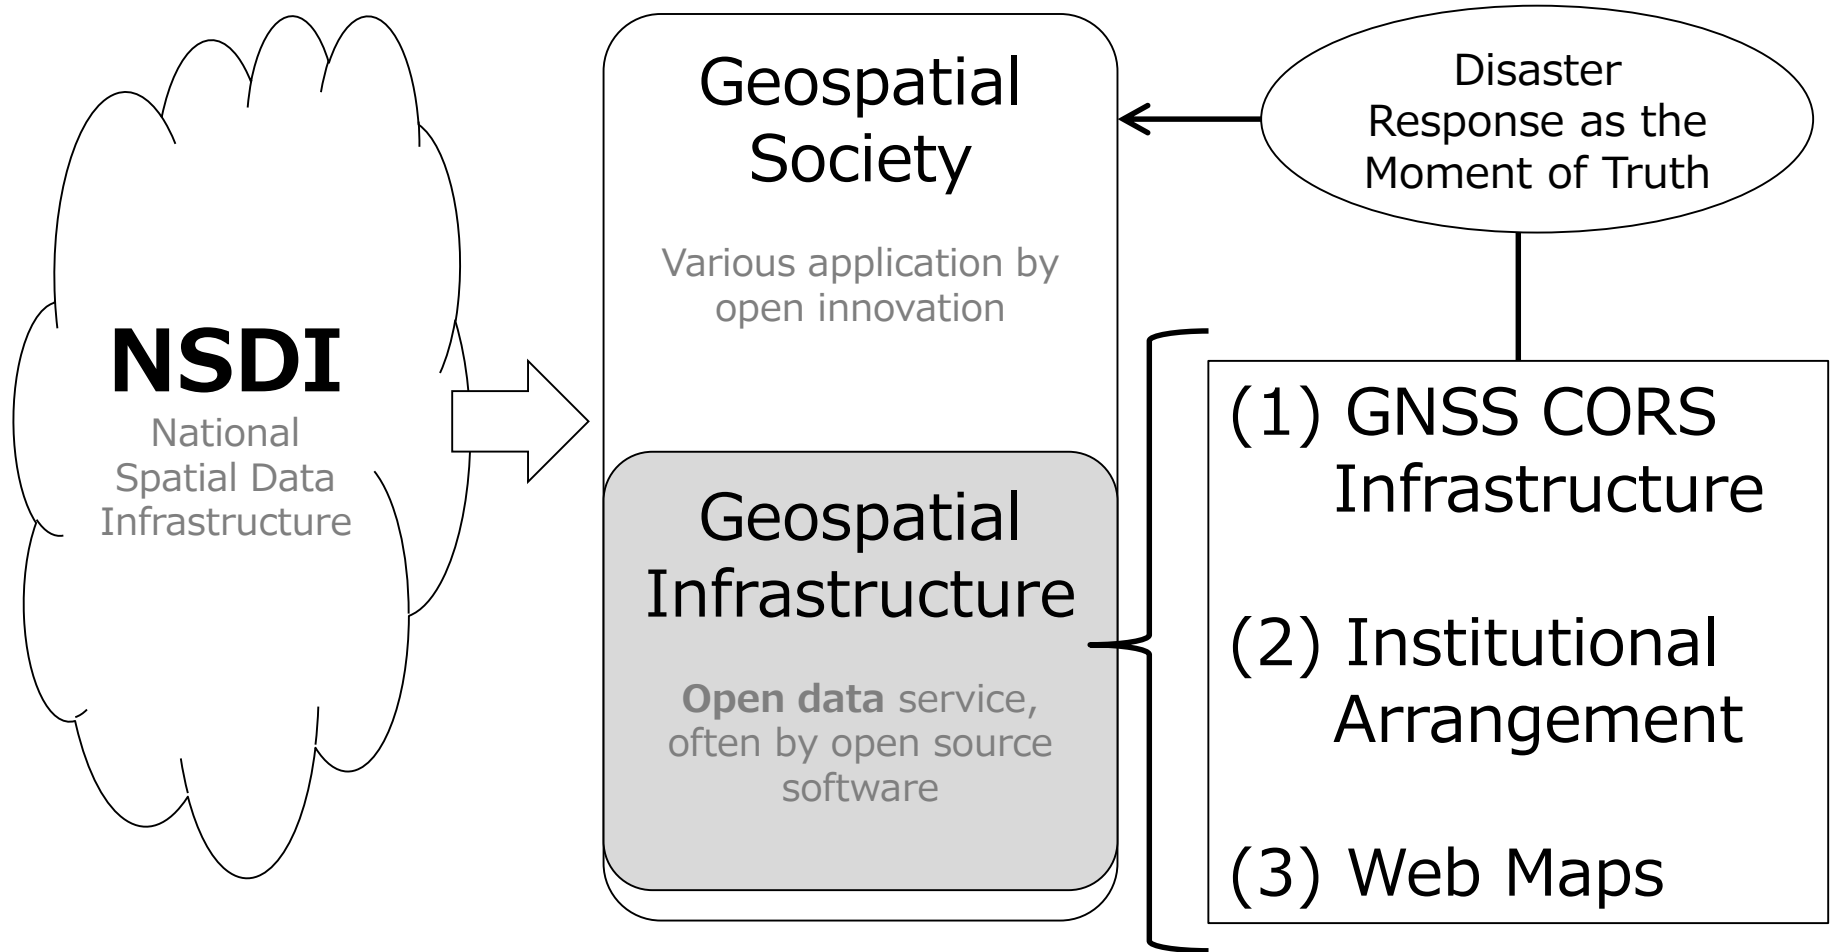 NSDI
National
Spatial Data
Infrastructure
Geospatial
Society
Various application by
open innovation
Geospatial
Infrastructure
Open data service,
often by open source
software
Disaster
Response as the
Moment of Truth
(1) GNSS CORS
Infrastructure
(2) Institutional
Arrangement
(3) Web Maps